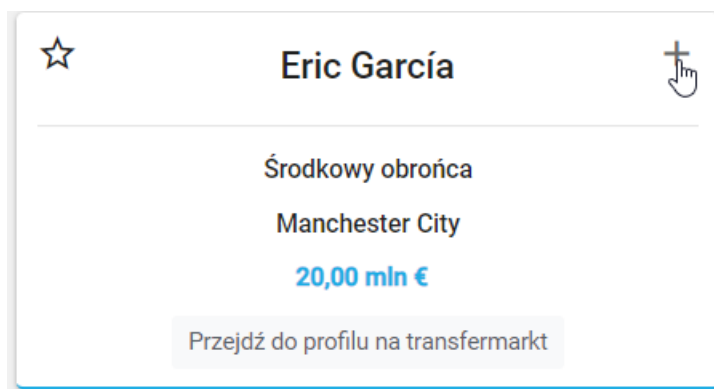 Eric García
Środkowy obrońca
Manchester City
20,00 mln €
Przejdź do profilu na transfermarkt